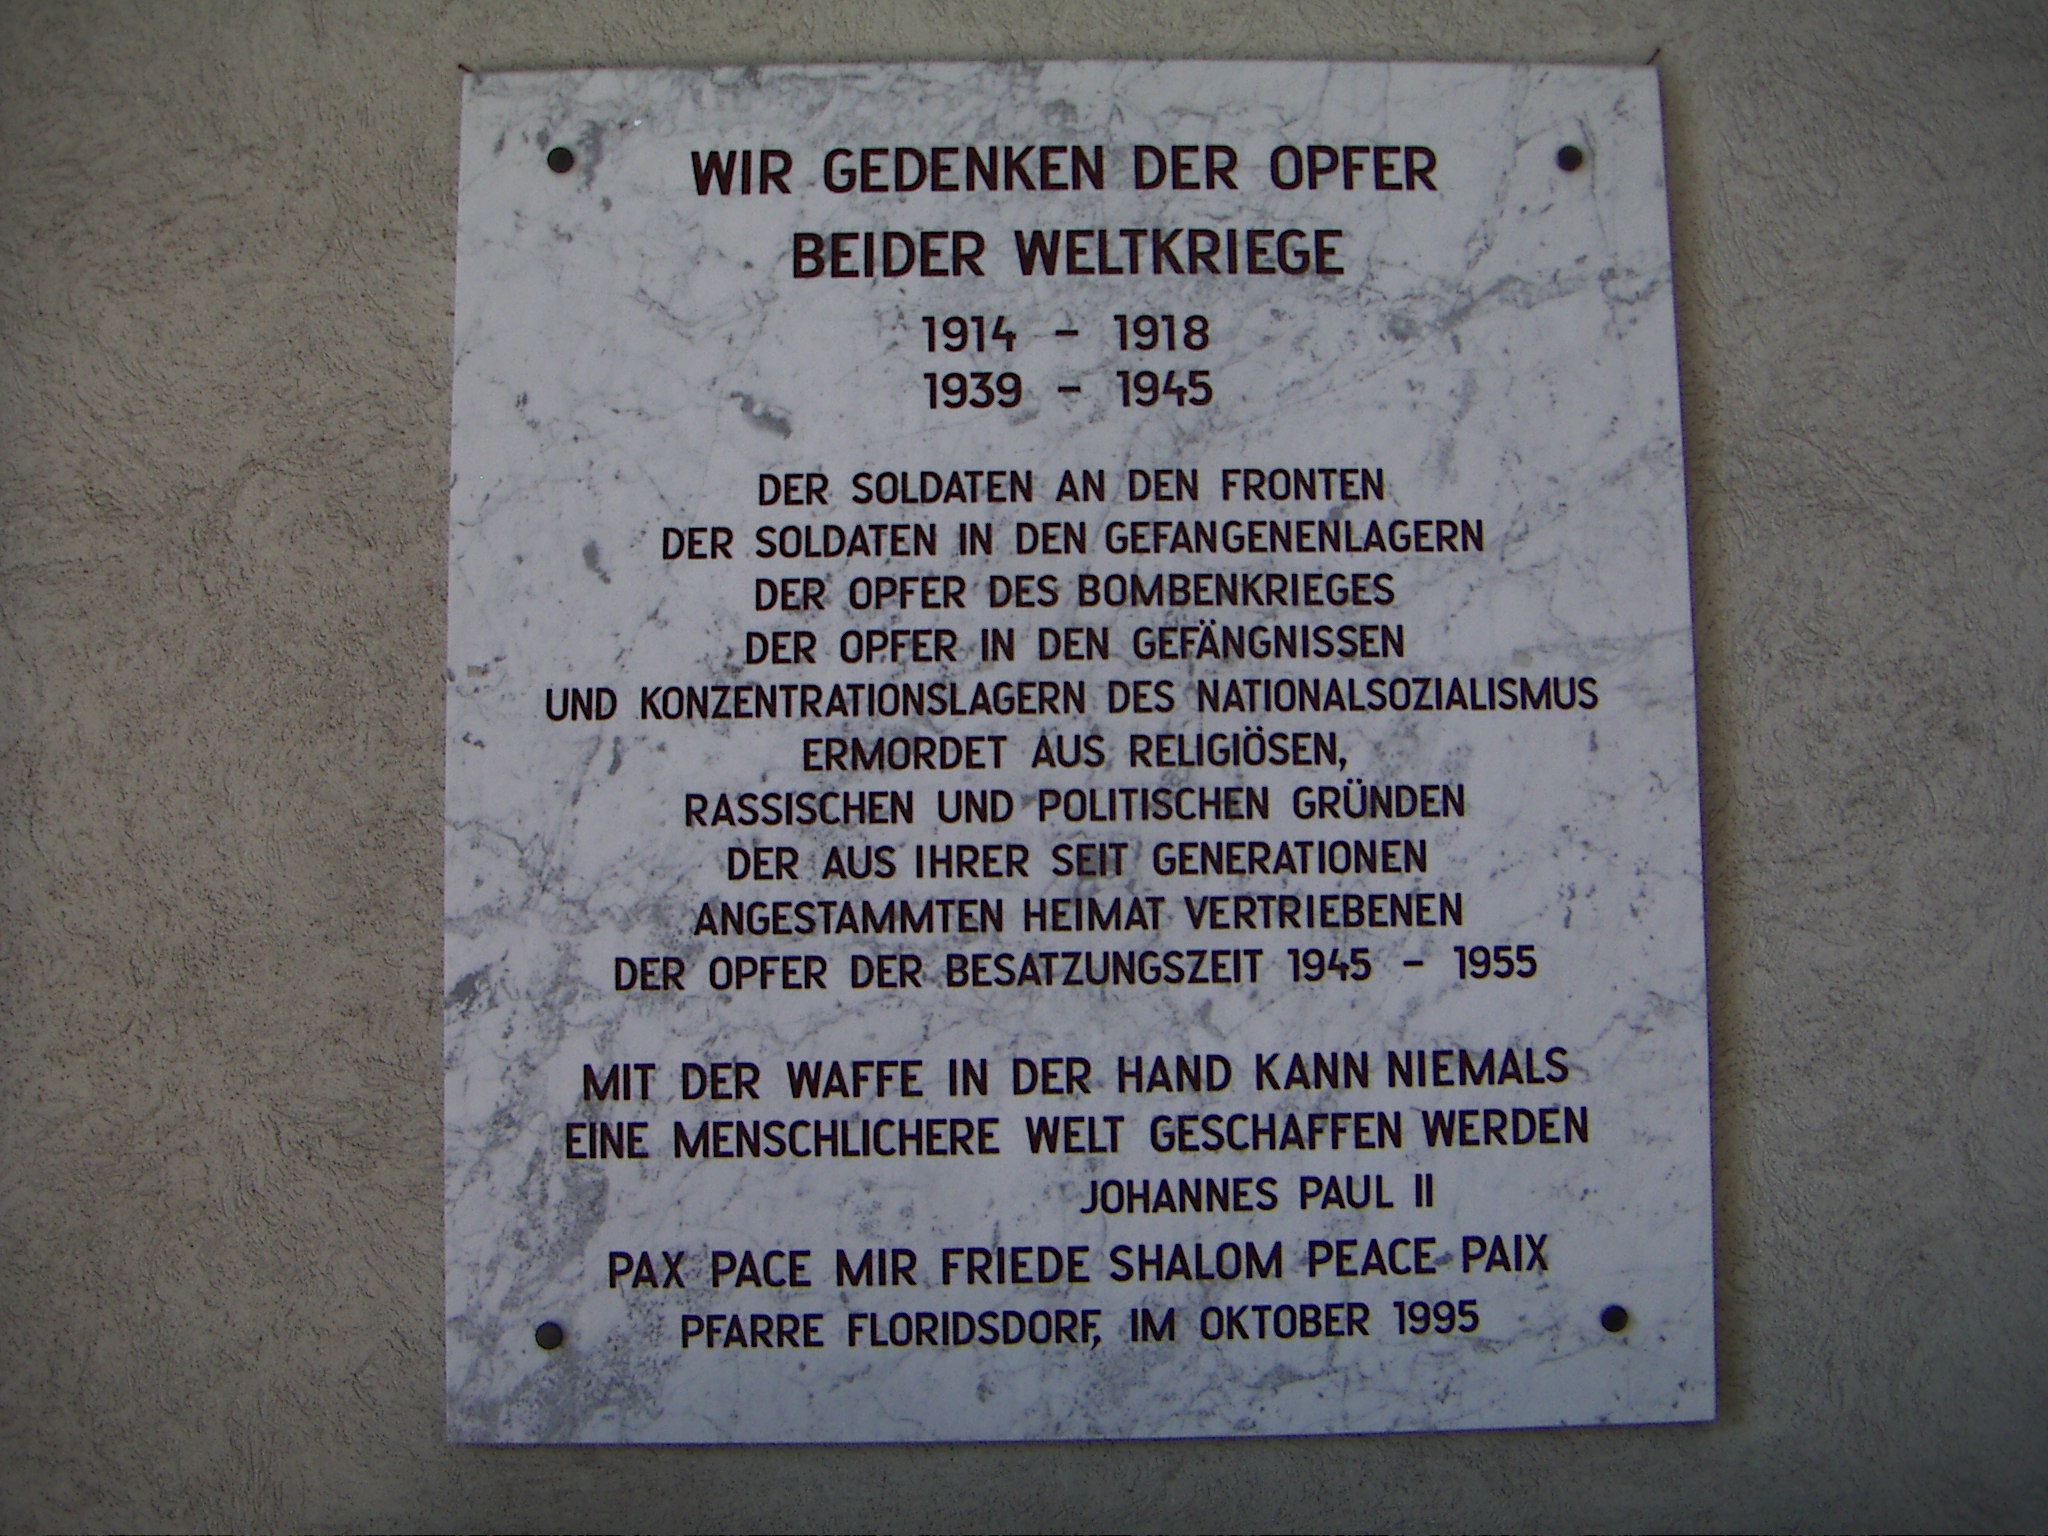 WIR GEDENKEN DER OPFER
BEIDER WELTKRIEGE
1914 - 1918
1939 - 1945
DER SOLDATEN AN DEN FRONTEN
DER SOLDATEN IN DEN GEFANGENENLAGERN
DER OPFER DES BOMBENKRIEGES
DER OPFER IN DEN GEFÄNGNISSEN
UND KONZENTRATIONSLAGERN DES NATIONALSOZIALISMUS
ERMORDET AUS RELIGIÖSEN,
RASSISCHEN UND POLITISCHEN GRÜNDEN
DER AUS IHRER SEIT GENERATIONEN
ANGESTAMMTEN HEIMAT VERTRIEBENEN
DER OPFER DER BESATZUNGSZEIT 1945 - 1955
MIT DER WAFFE IN DER HAND KANN NIEMALS
EINE MENSCHLICHERE WELT GESCHAFFEN WERDEN
JOHANNES PAUL II
PAX PACE MIR FRIEDE SHALOM PEACE PAIX
PFARRE FLORIDSDORF, IM OKTOBER 1995